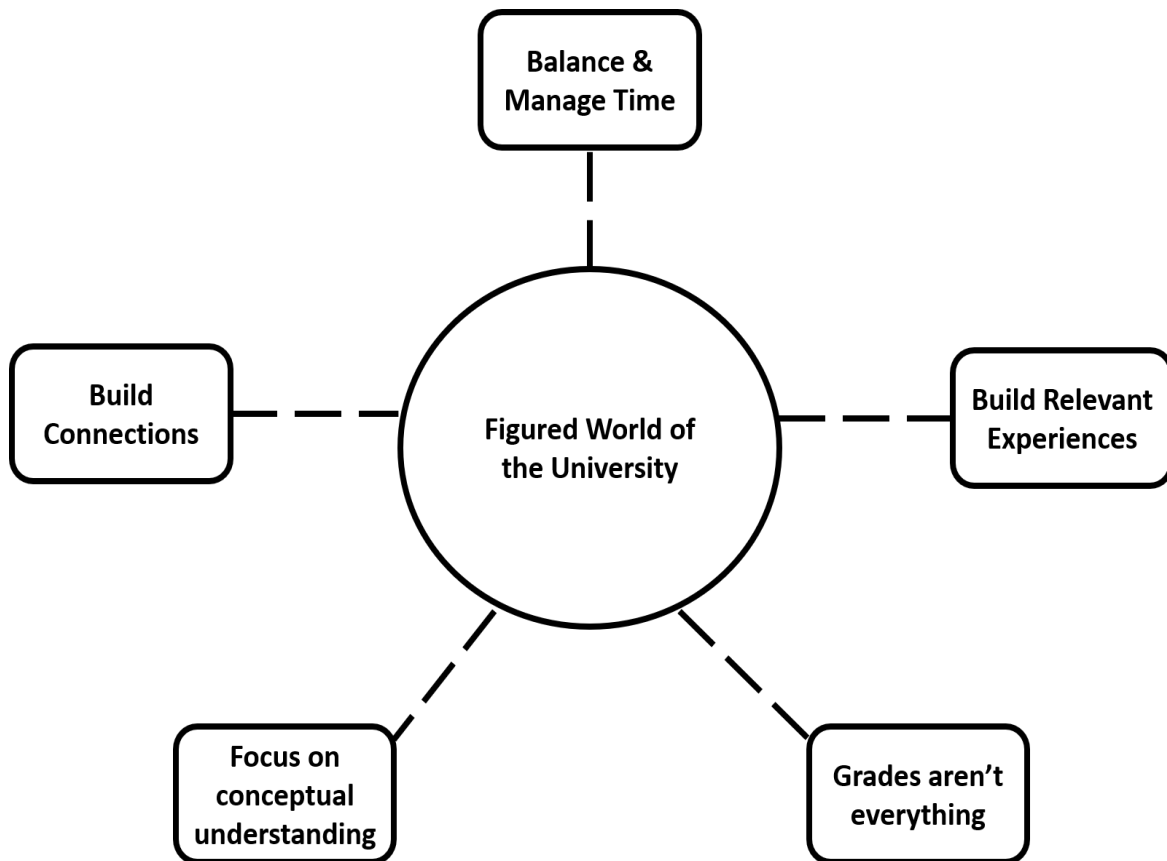 Balance &
Manage Time
Build
Connections
Figured World of
the University
Build Relevant
Experiences
Focus on
conceptual
understanding
Grades aren’t
everything